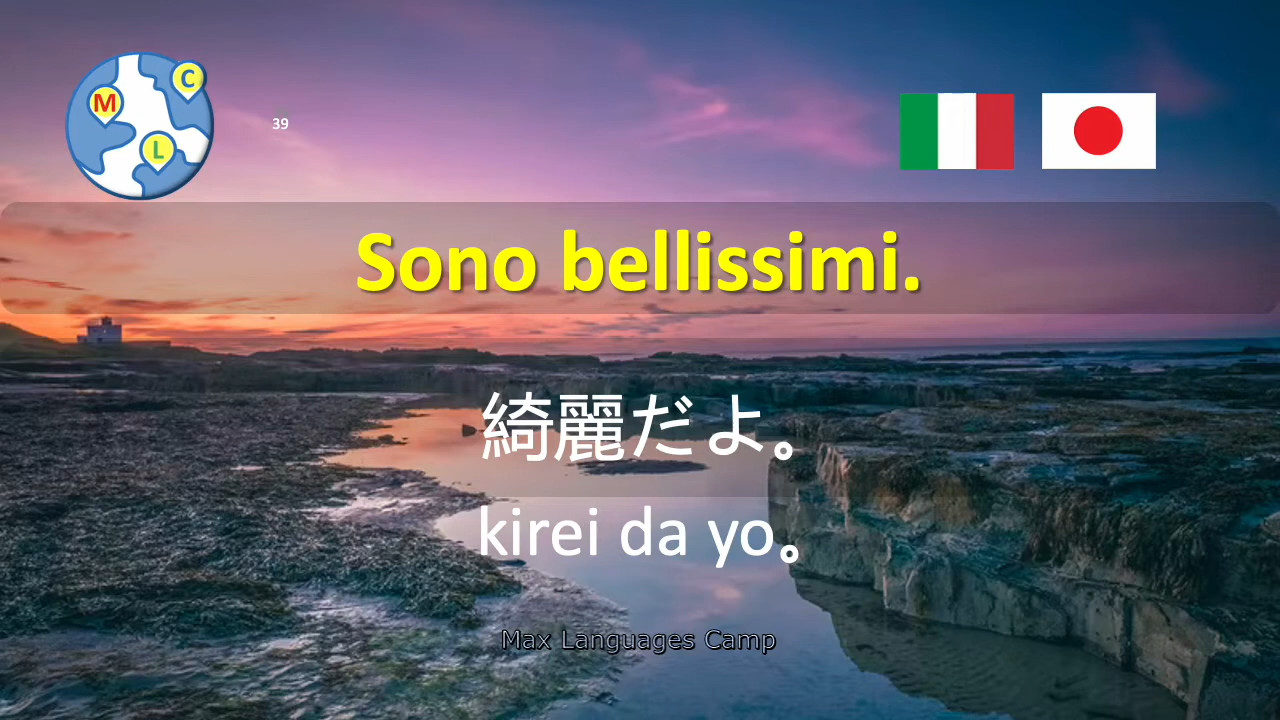 M
C
L
39
Sono bellissimi.
綺麗だよ。
kirei da yo。
Max Languages Camp